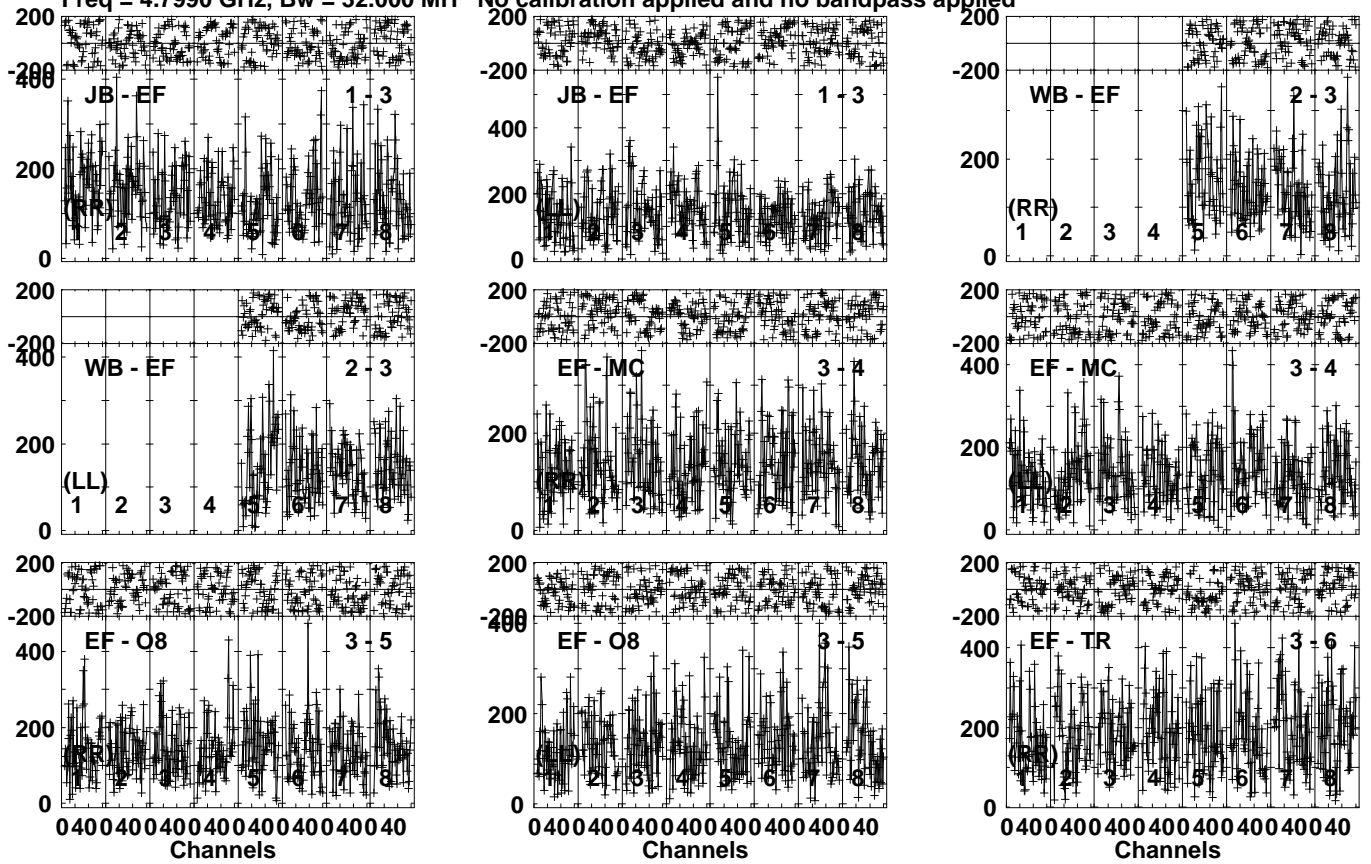 Freq = 4.7990 GHz, Bw = 32.000 MH No calibration applied and no bandpass applied
200 200 200
-200 -200 -200
400
JB - EF 1 - 3 JB - EF 1 - 3 WB - EF 2 - 3
400
200 200 200
(RR) (LL) (RR)
2 3 4 5 6 7 8 1 2 3 4 5 6 7 8 1 2 3 4 5 6 7 8
0 0 0
200 200 200
-200 -200 -200
400 400
WB - EF 2 - 3 EF - MC 3 - 4 EF - MC 3 - 4
200 200 200
(LL) (RR) (LL)
1 2 3 4 5 6 7 8 1 2 3 4 5 6 7 8 1 2 3 4 5 6 7 8
0 0 0
200 200 200
-200 -200 -200
400 400 400
EF - O8 3 - 5 EF - O8 3 - 5 EF - TR 3 - 6
200 200 200
(RR) (LL) (RR)
1 2 3 4 5 6 7 8 1 2 3 4 5 6 7 8 1 2 3 4 5 6 7 8
0 0 0
0 40 0 40 0 40 0 40 0 40 0 40 0 40 0 40 0 40 0 40 0 40 0 40 0 40 0 40 0 40 0 40 0 40 0 40 0 40 0 40 0 40 0 40 0 40 0 40
Channels Channels Channels